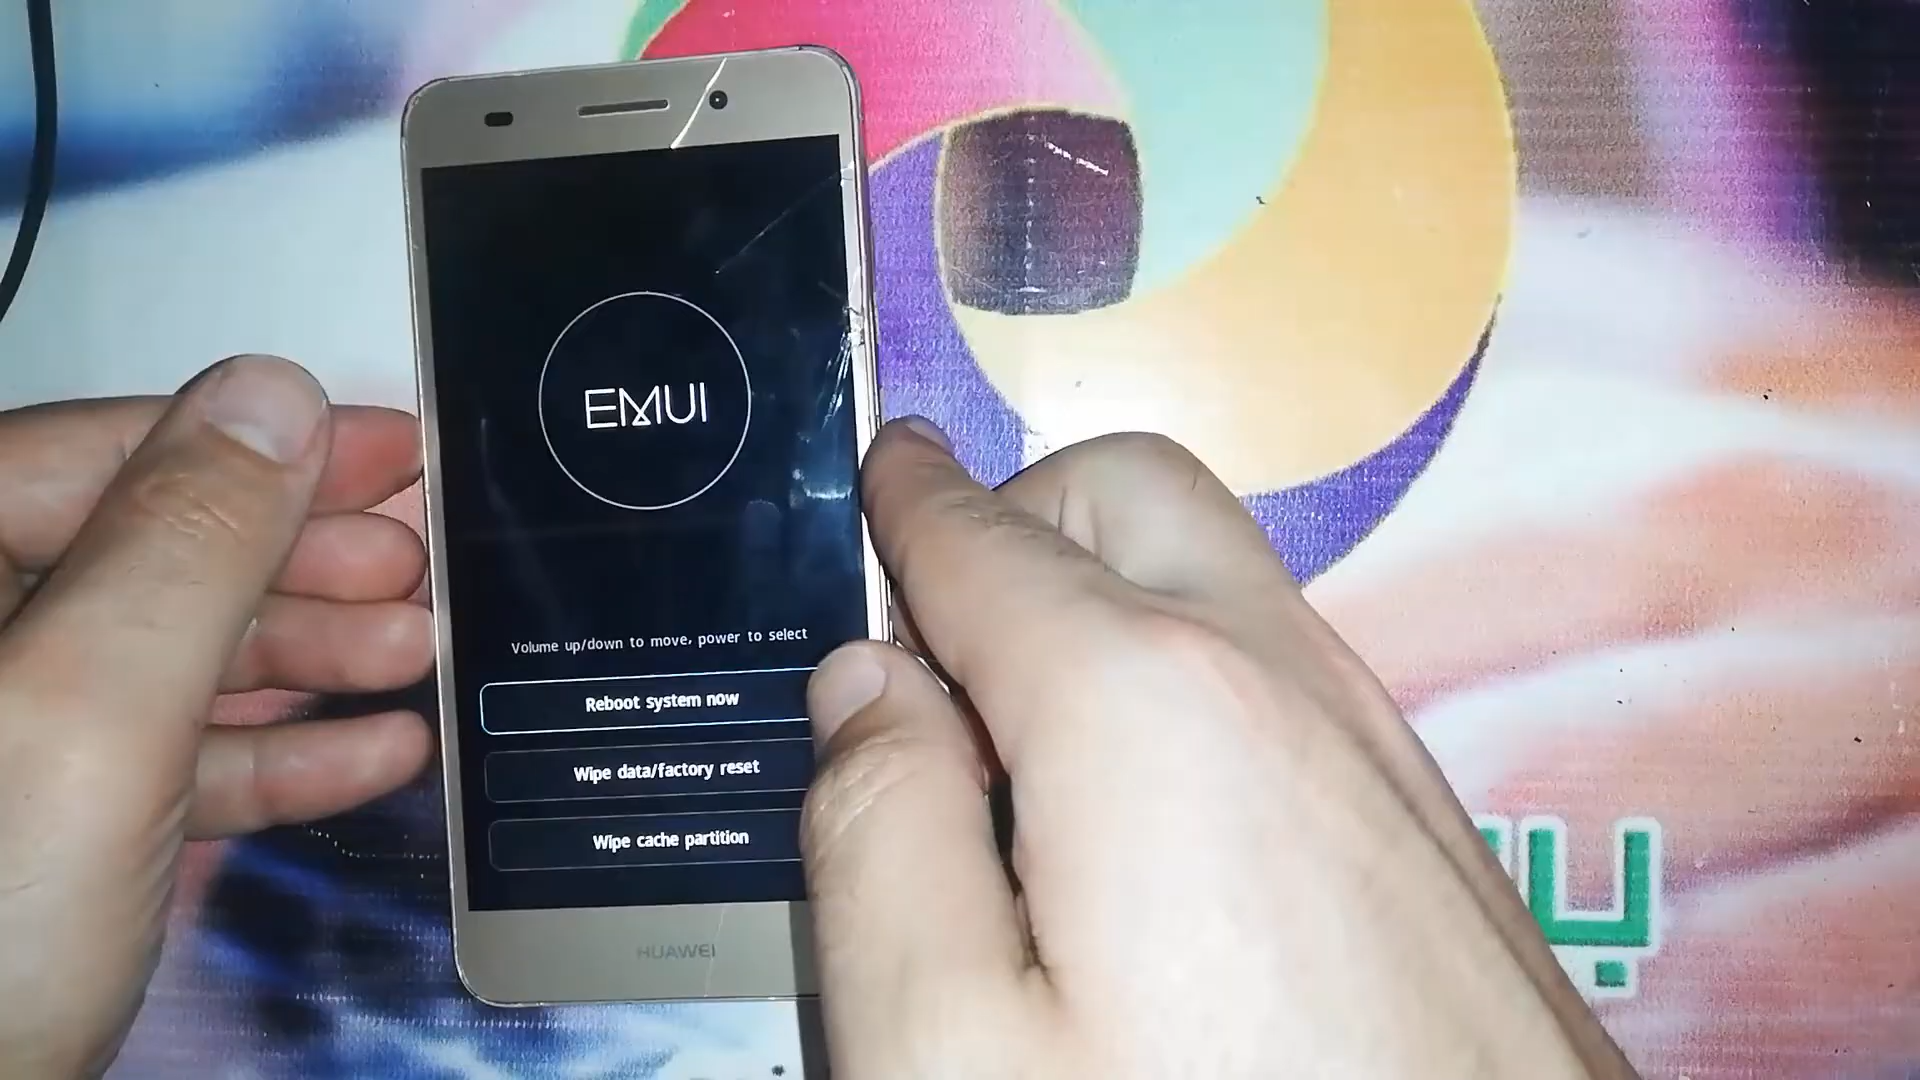 EMUI
Volume up/down to move, power to select
Reboot system now
Wipe data/factory reset
Wipe cache partition
HUAWEI